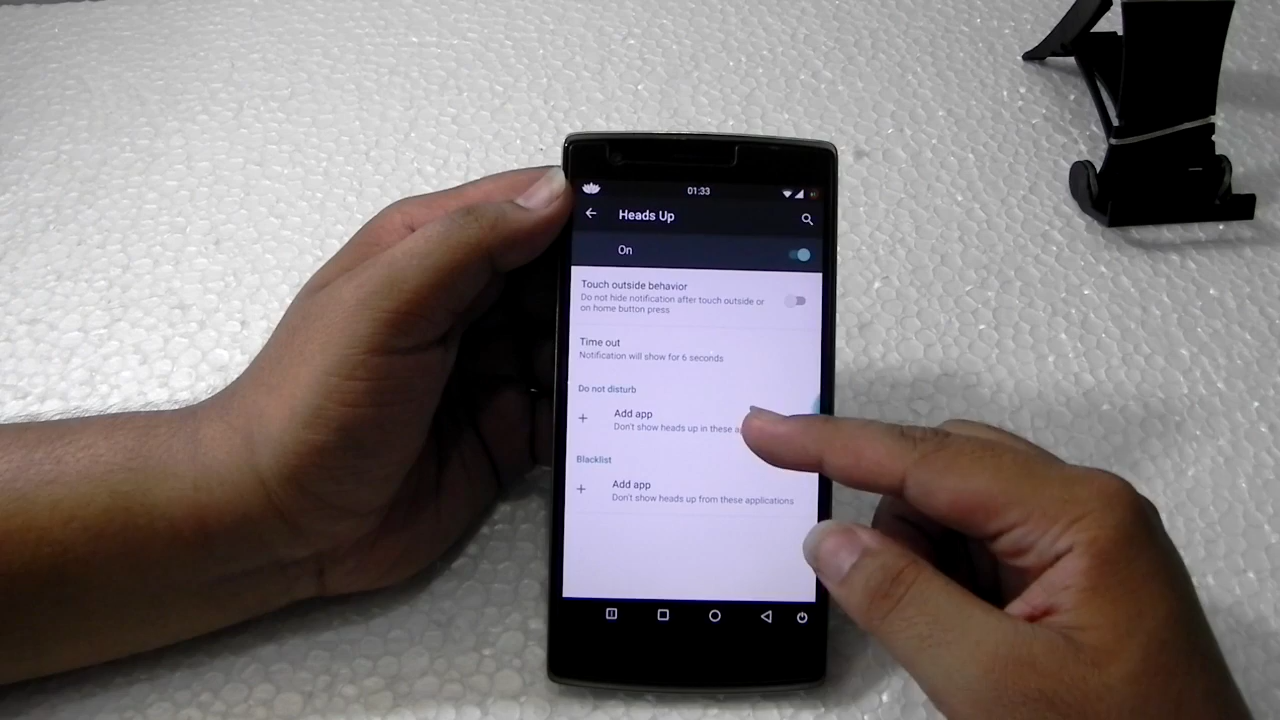 01:33
Heads Up
On
Touch outside behavior
Do not hide notification after touch outside or
on home button press
Time out
Notification will show for 6 seconds
Do not disturb
Add app
Don't show heads up in these
Blacklist
Add app
Don't show heads up from these applications